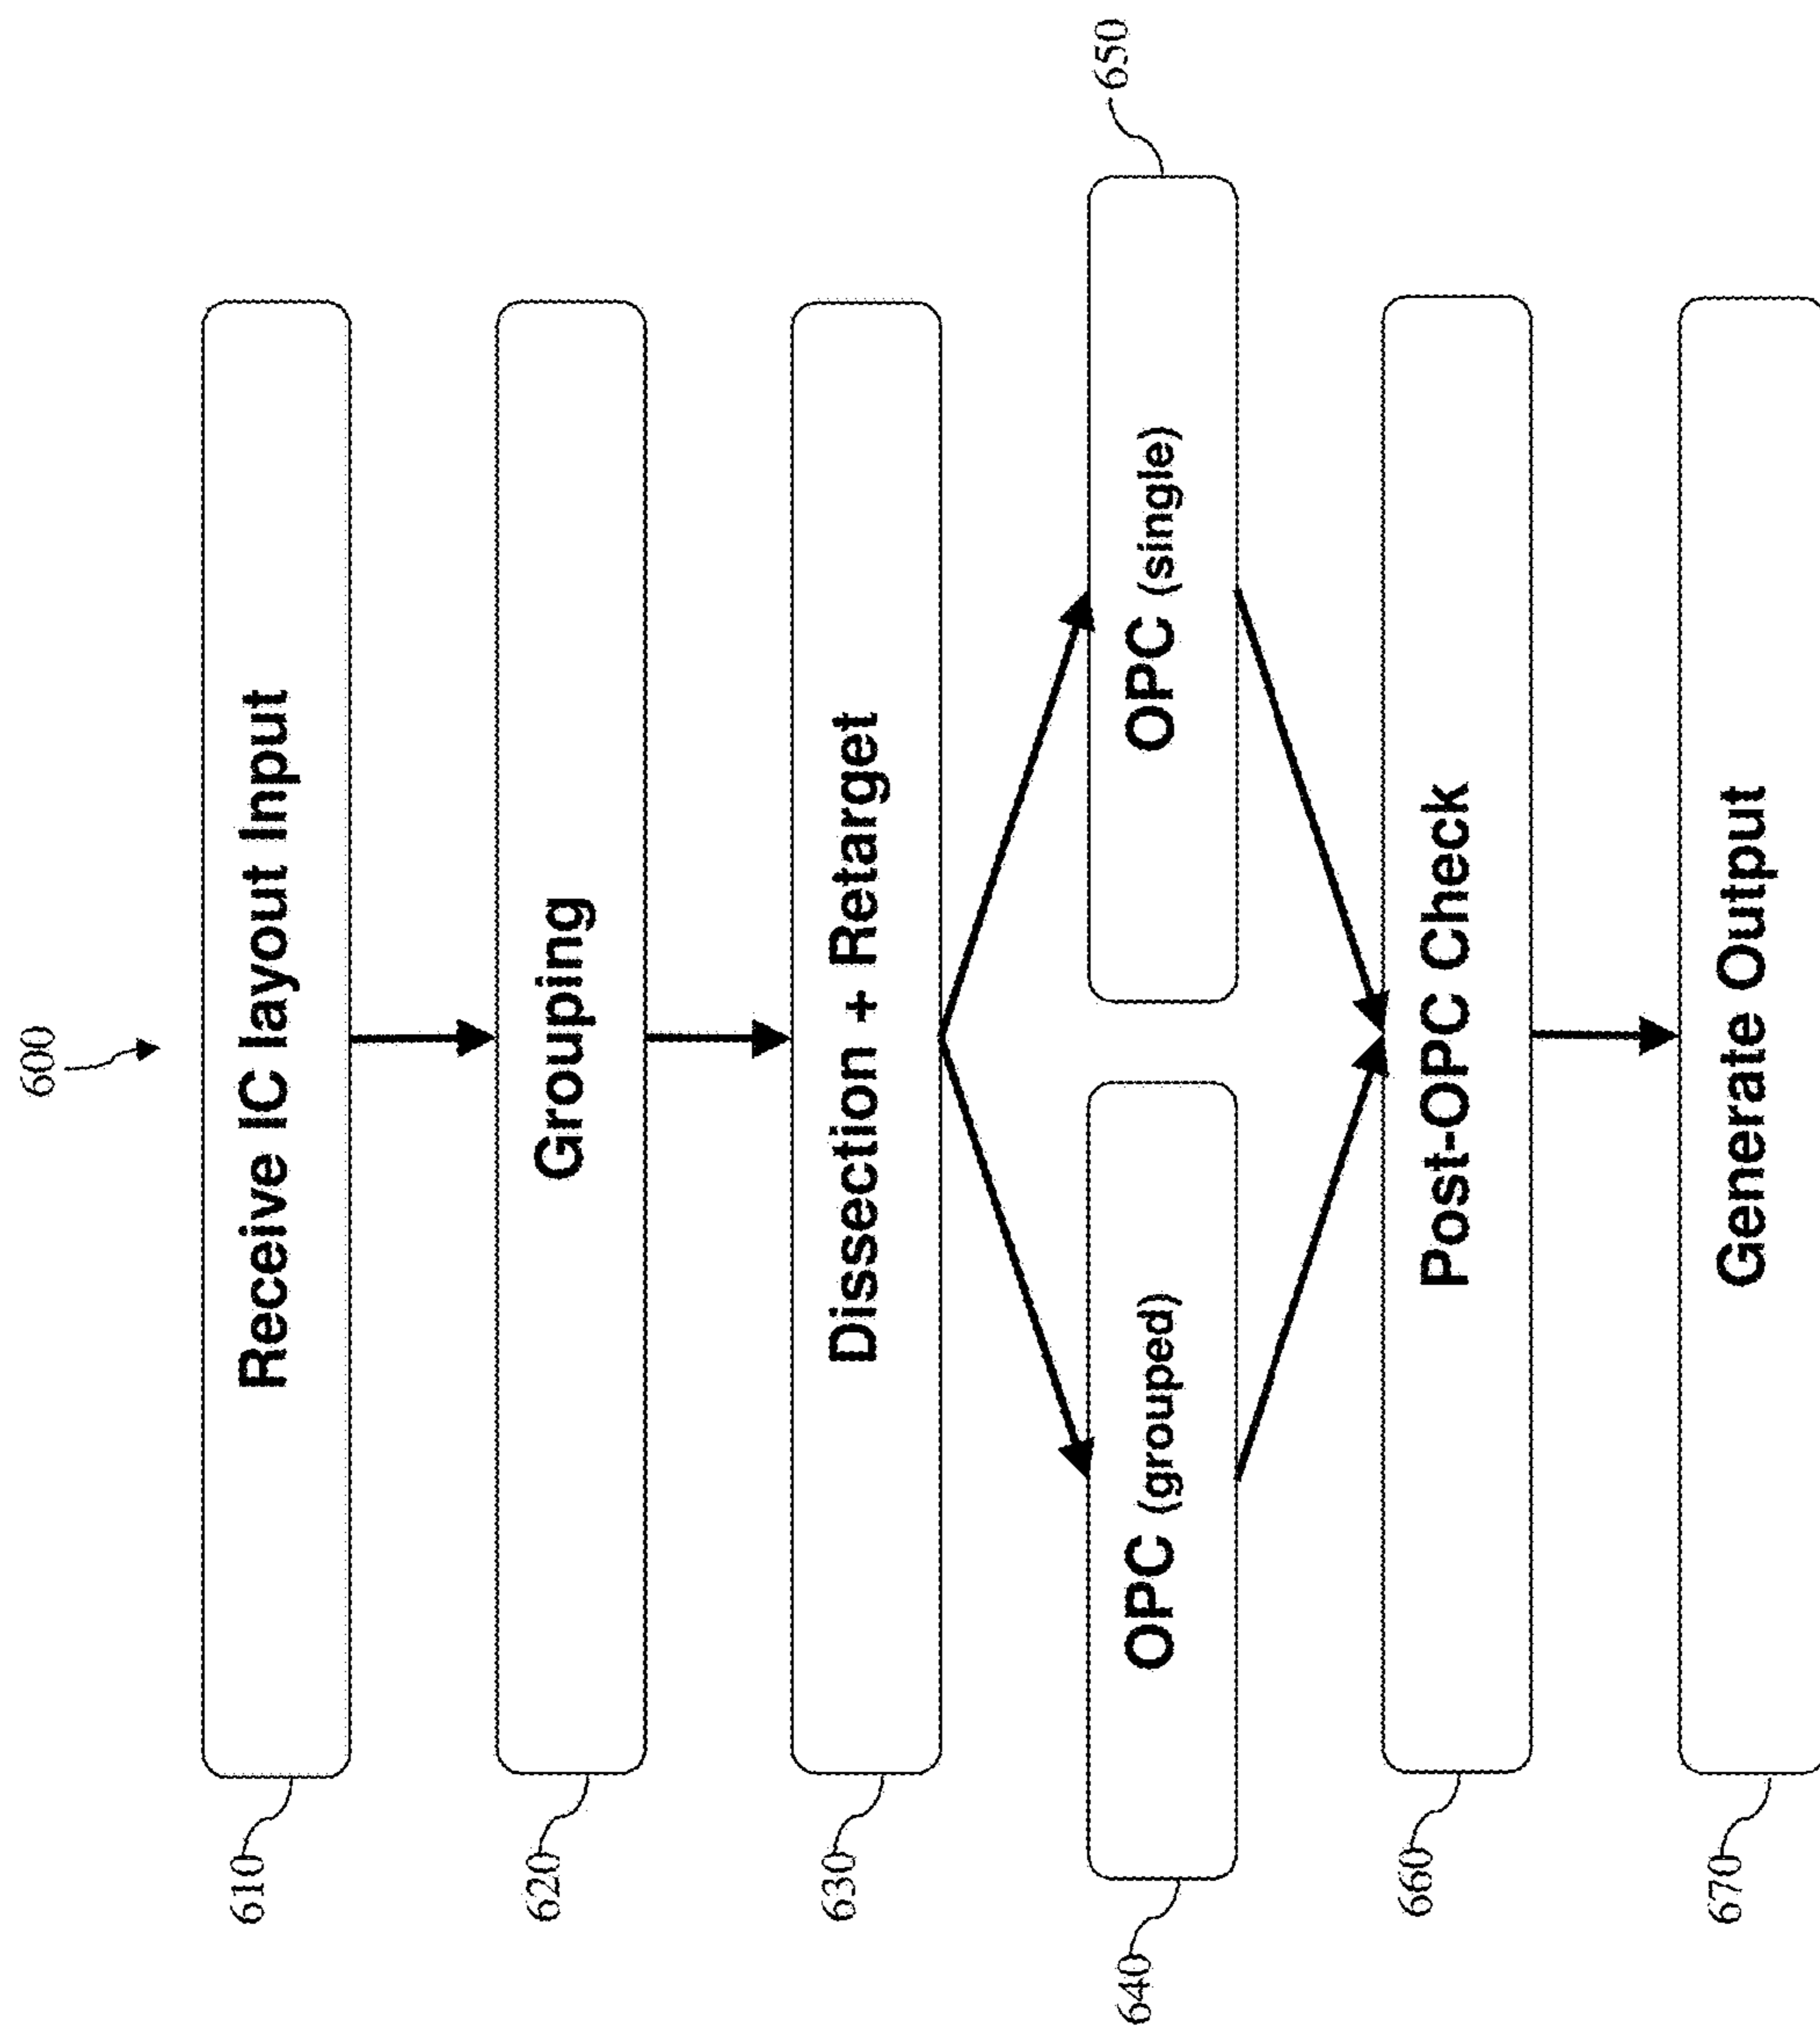 600
610
Receive IC layout Input
620
Grouping
630
Dissection + Retarget
640
OPC (grouped)
650
OPC (single)
660
Post-OPC Check
670
Generate Output